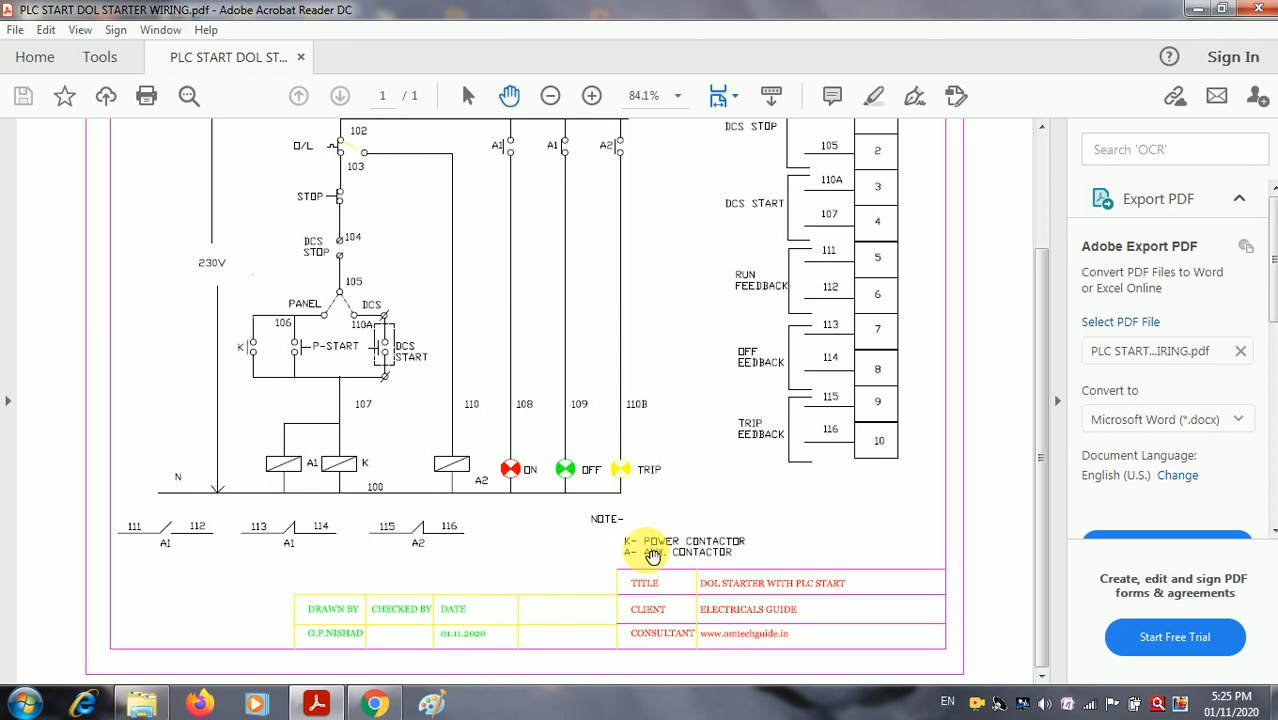 PLC START DOL STARTER WIRING.pdf - Adobe Acrobat Reader DC
File Edit View Sign Window Help
Home Tools PLC START DOL ST... × Sign In
1 / 1 84.1%
102
O/L
103
STOP
104
DCS
STOP
230V
105
PANEL DCS
106 110A
K P-START DCS
START
107 110 108 109 110B
A1 A1 A2
A1 K A2 ON OFF TRIP
N 100
111 112 113 114 115 116
A1 A1 A2
NOTE-
K- POWER CONTACTOR
A- AUX. CONTACTOR
DCS STOP
105 2
110A 3
DCS START
107 4
111 5
RUN
FEEDBACK
112 6
113 7
OFF
EEDBACK
114 8
115 9
TRIP
EEDBACK
116 10
TITLE DOL STARTER WITH PLC START
CLIENT ELECTRICALS GUIDE
CONSULTANT www.omtechguide.in
DRAWN BY CHECKED BY DATE
O.P.NISHAD 01.11.2020
Search 'OCR'
Export PDF
Adobe Export PDF
Convert PDF Files to Word
or Excel Online
Select PDF File
PLC START...IRING.pdf
Convert to
Microsoft Word (*.docx)
Document Language:
English (U.S.) Change
Create, edit and sign PDF
forms & agreements
Start Free Trial
EN
5:25 PM
01/11/2020